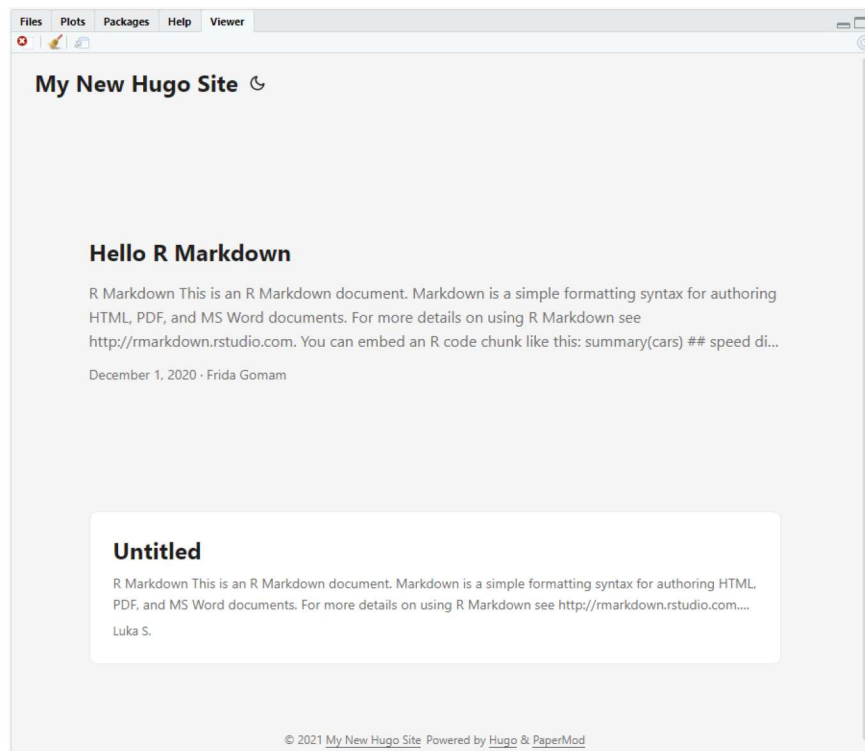 Files Plots Packages Help Viewer
My New Hugo Site
Hello R Markdown
R Markdown This is an R Markdown document. Markdown is a simple formatting syntax for authoring
HTML, PDF, and MS Word documents. For more details on using R Markdown see
http://rmarkdown.rstudio.com. You can embed an R code chunk like this: summary(cars) ## speed di...
December 1, 2020 · Frida Gomam
Untitled
R Markdown This is an R Markdown document. Markdown is a simple formatting syntax for authoring HTML,
PDF, and MS Word documents. For more details on using R Markdown see http://rmarkdown.rstudio.com....
Luka S.
© 2021 My New Hugo Site Powered by Hugo & PaperMod